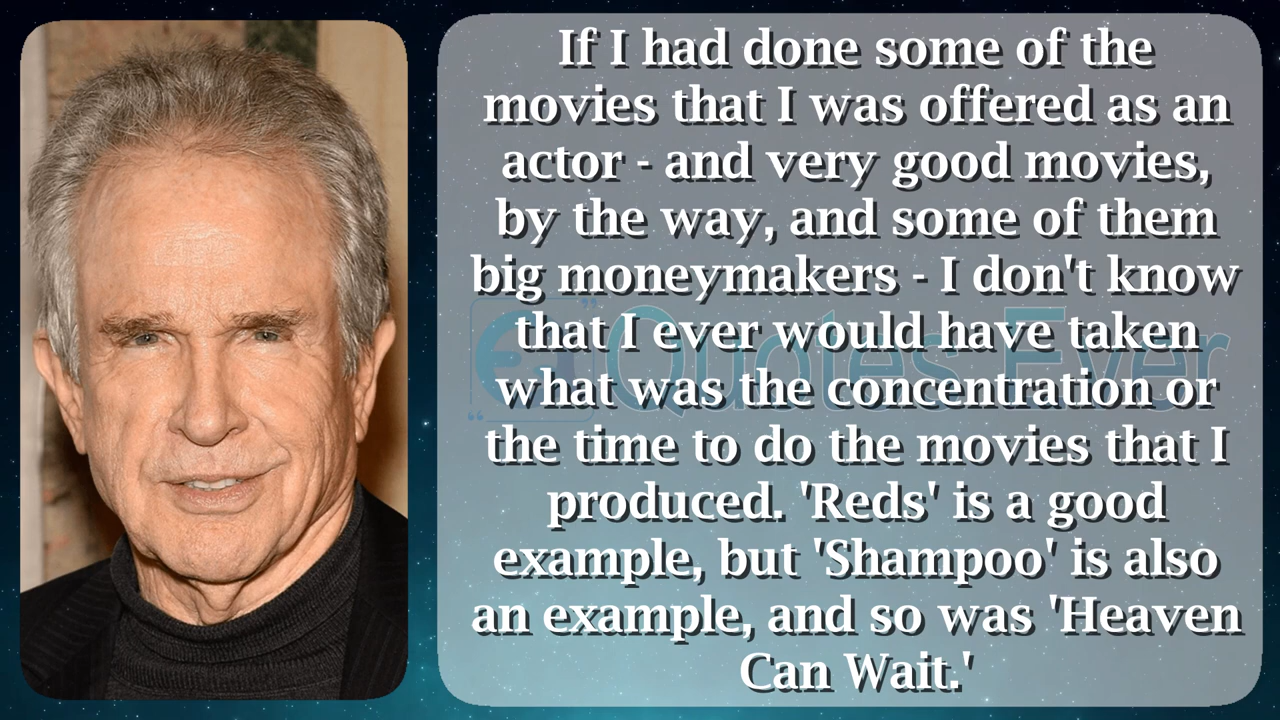 If I had done some of the
movies that I was offered as an
actor - and very good movies,
by the way, and some of them
big moneymakers - I don't know
that I ever would have taken
what was the concentration or
the time to do the movies that I
produced. 'Reds' is a good
example, but 'Shampoo' is also
an example, and so was 'Heaven
Can Wait.'
Quotes Ever